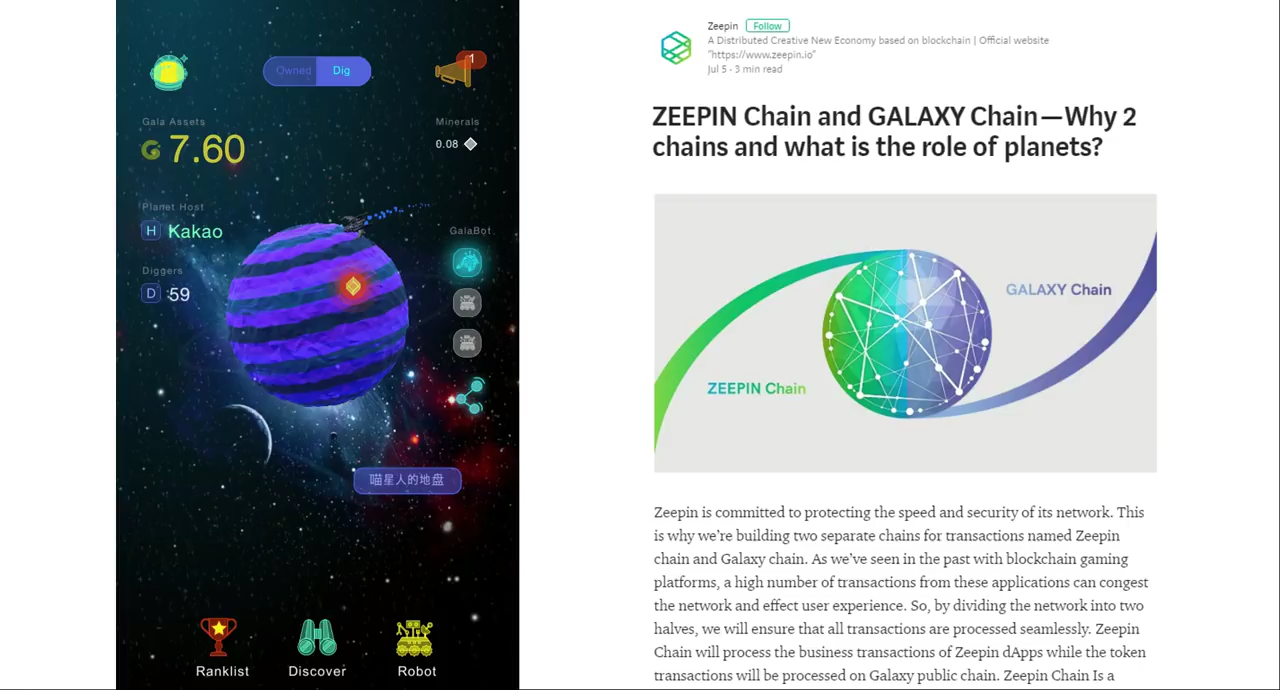 Owned
Dig
1
Gala Assets
7.60
Minerals
0.08
Planet Host
H Kakao
GalaBot
Diggers
D 59
喵星人的地盘
Ranklist
Discover
Robot
Zeepin Follow
A Distributed Creative New Economy based on blockchain | Official website
"https://www.zeepin.io"
Jul 5 · 3 min read
ZEEPIN Chain and GALAXY Chain — Why 2
chains and what is the role of planets?
GALAXY Chain
ZEEPIN Chain
Zeepin is committed to protecting the speed and security of its network. This
is why we're building two separate chains for transactions named Zeepin
chain and Galaxy chain. As we've seen in the past with blockchain gaming
platforms, a high number of transactions from these applications can congest
the network and effect user experience. So, by dividing the network into two
halves, we will ensure that all transactions are processed seamlessly. Zeepin
Chain will process the business transactions of Zeepin dApps while the token
transactions will be processed on Galaxy public chain. Zeepin Chain Is a